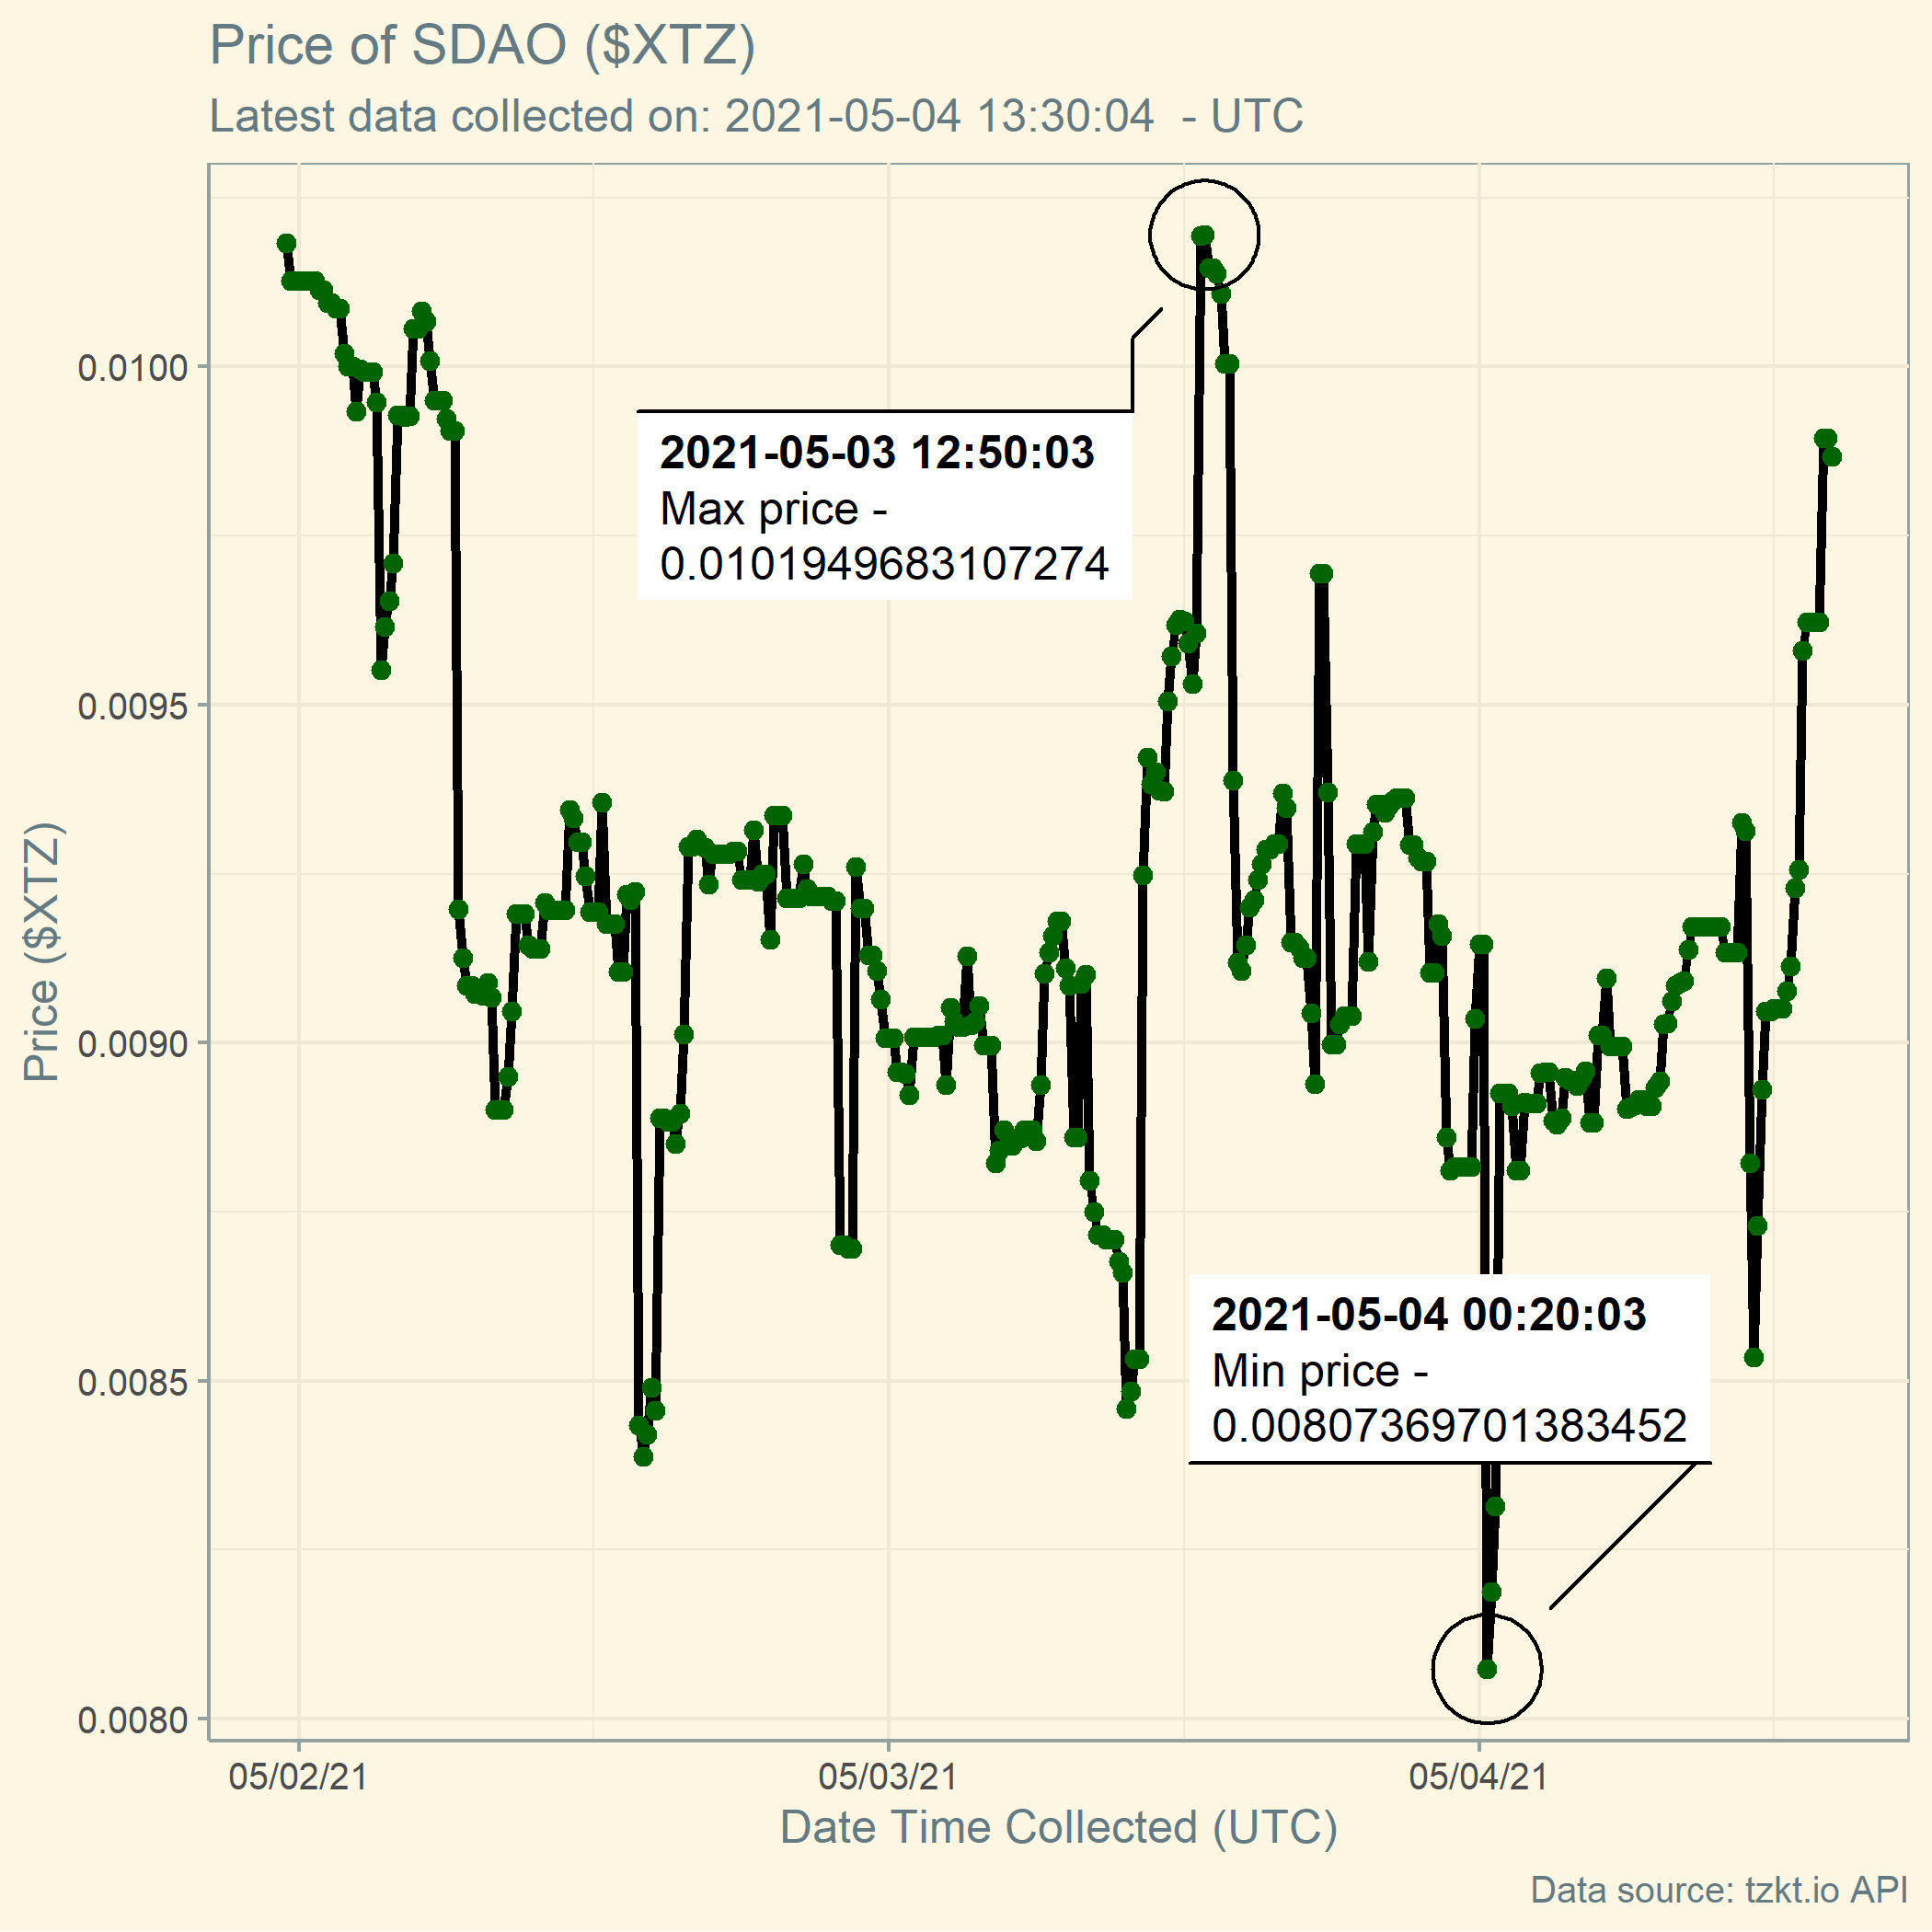 Price of SDAO ($XTZ)
Latest data collected on: 2021-05-04 13:30:04  - UTC
0.0100
0.0095
0.0090
0.0085
0.0080
Price ($XTZ)
2021-05-03 12:50:03
Max price -
0.0101949683107274
2021-05-04 00:20:03
Min price -
0.00807369701383452
05/02/21
05/03/21
05/04/21
Date Time Collected (UTC)
Data source: tzkt.io API